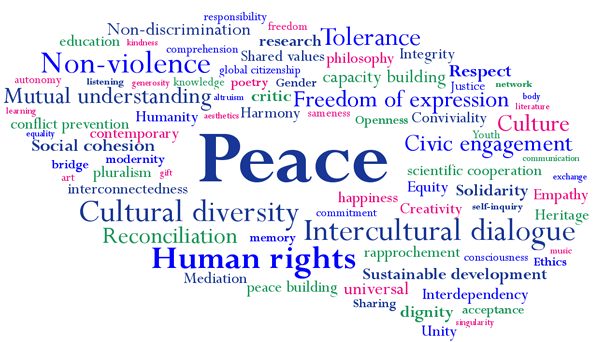 responsibility
Non-discrimination freedom
education kindness research Tolerance
comprehension Shared values philosophy Integrity
Non-violence global citizenship capacity building Respect
autonomy listening generosity knowledge poetry Gender Justice network
Mutual understanding altruism critic Freedom of expression body
learning aesthetics literature
conflict prevention contemporary Humanity Harmony sameness Openness Conviviality Culture
equality Youth
Social cohesion Peace Civic engagement
bridge modernity communication
art pluralism gift scientific cooperation exchange
interconnectedness happiness Equity Solidarity Empathy
Cultural diversity commitment Creativity self-inquiry Heritage
Reconciliation memory Intercultural dialogue
rapprochement consciousness music
Human rights Ethics
Mediation Sustainable development
peace building universal Interdependency
Sharing dignity acceptance
singularity
Unity